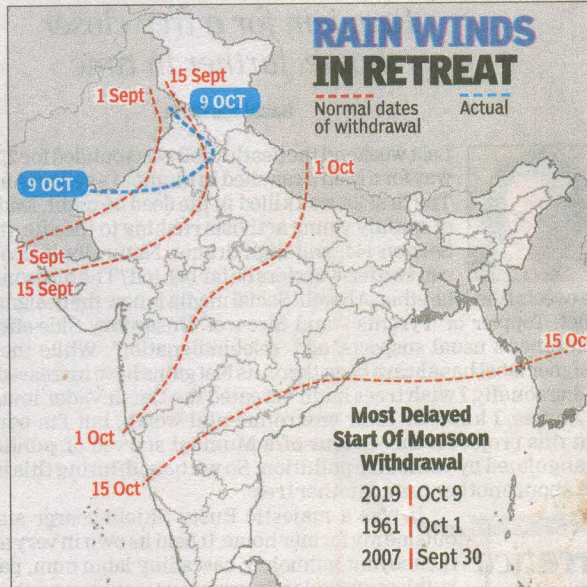 RAIN WINDS
IN RETREAT
Normal dates
of withdrawal
Actual
1 Sept
15 Sept
9 OCT
9 OCT
1 Oct
1 Sept
15 Sept
15 Oct
1 Oct
15 Oct
Most Delayed
Start Of Monsoon
Withdrawal
2019 | Oct 9
1961 | Oct 1
2007 | Sept 30